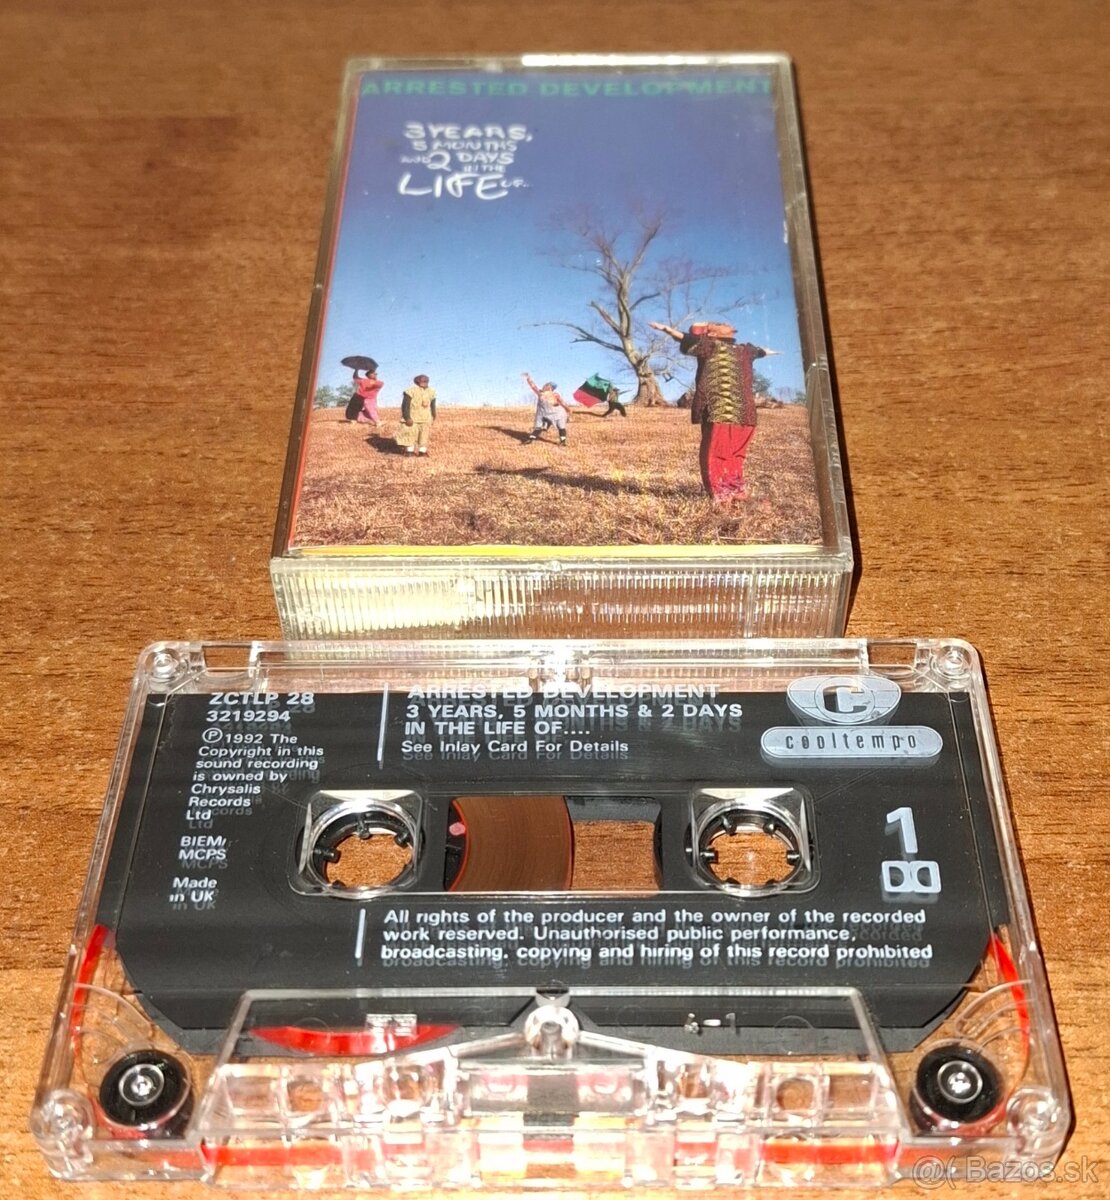 ARRESTED DEVELOPMENT
3 YEARS,
5 MONTHS
AND 2 DAYS
IN THE
LIFE OF..
ZCTLP 28
3219294
Ⓟ 1992 The
Copyright in this
sound recording
is owned by
Chrysalis
Records
Ltd
BIEM/
MCPS
Made
in UK
ARRESTED DEVELOPMENT
3 YEARS, 5 MONTHS & 2 DAYS
IN THE LIFE OF....
See Inlay Card For Details
C
cooltempo
1
All rights of the producer and the owner of the recorded
work reserved. Unauthorised public performance,
broadcasting, copying and hiring of this record prohibited
@(Bazos.sk